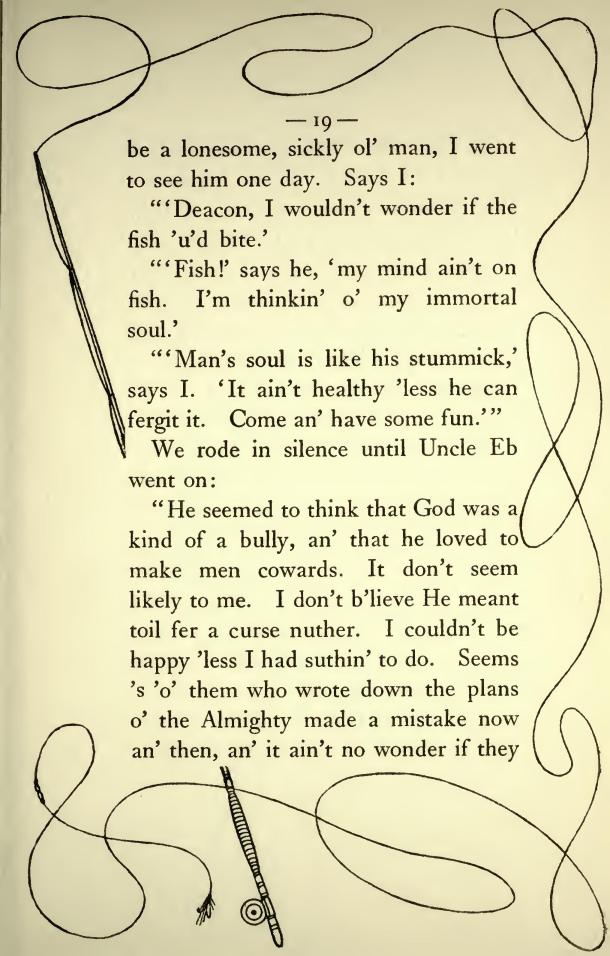 — 19 —
be a lonesome, sickly ol’ man, I went
to see him one day. Says I:
“‘Deacon, I wouldn’t wonder if the
fish ’u’d bite.’
“‘Fish!’ says he, ‘my mind ain’t on
fish. I’m thinkin’ o’ my immortal
soul.’
“‘Man’s soul is like his stummick,’
says I. ‘It ain’t healthy ’less he can
fergit it. Come an’ have some fun.’”
We rode in silence until Uncle Eb
went on:
“He seemed to think that God was a
kind of a bully, an’ that he loved to
make men cowards. It don’t seem
likely to me. I don’t b’lieve He meant
toil fer a curse nuther. I couldn’t be
happy ’less I had suthin’ to do. Seems
’s ’o’ them who wrote down the plans
o’ the Almighty made a mistake now
an’ then, an’ it ain’t no wonder if they